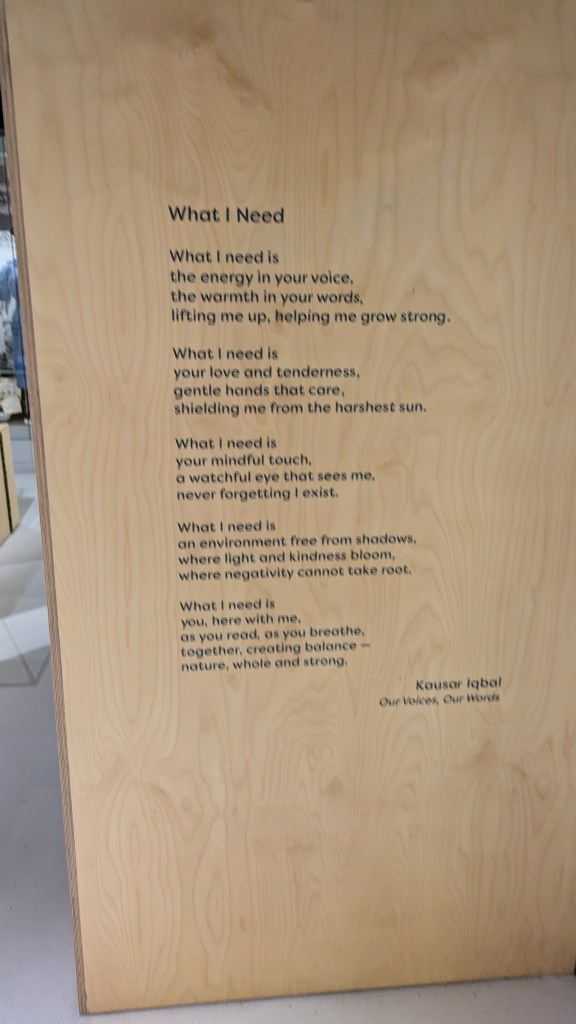 What I Need
What I need is
the energy in your voice,
the warmth in your words,
lifting me up, helping me grow strong.
What I need is
your love and tenderness,
gentle hands that care,
shielding me from the harshest sun.
What I need is
your mindful touch,
a watchful eye that sees me,
never forgetting I exist.
What I need is
an environment free from shadows,
where light and kindness bloom,
where negativity cannot take root.
What I need is
you, here with me,
as you read, as you breathe,
together, creating balance –
nature, whole and strong.
Kausar Iqbal
Our Voices, Our Words